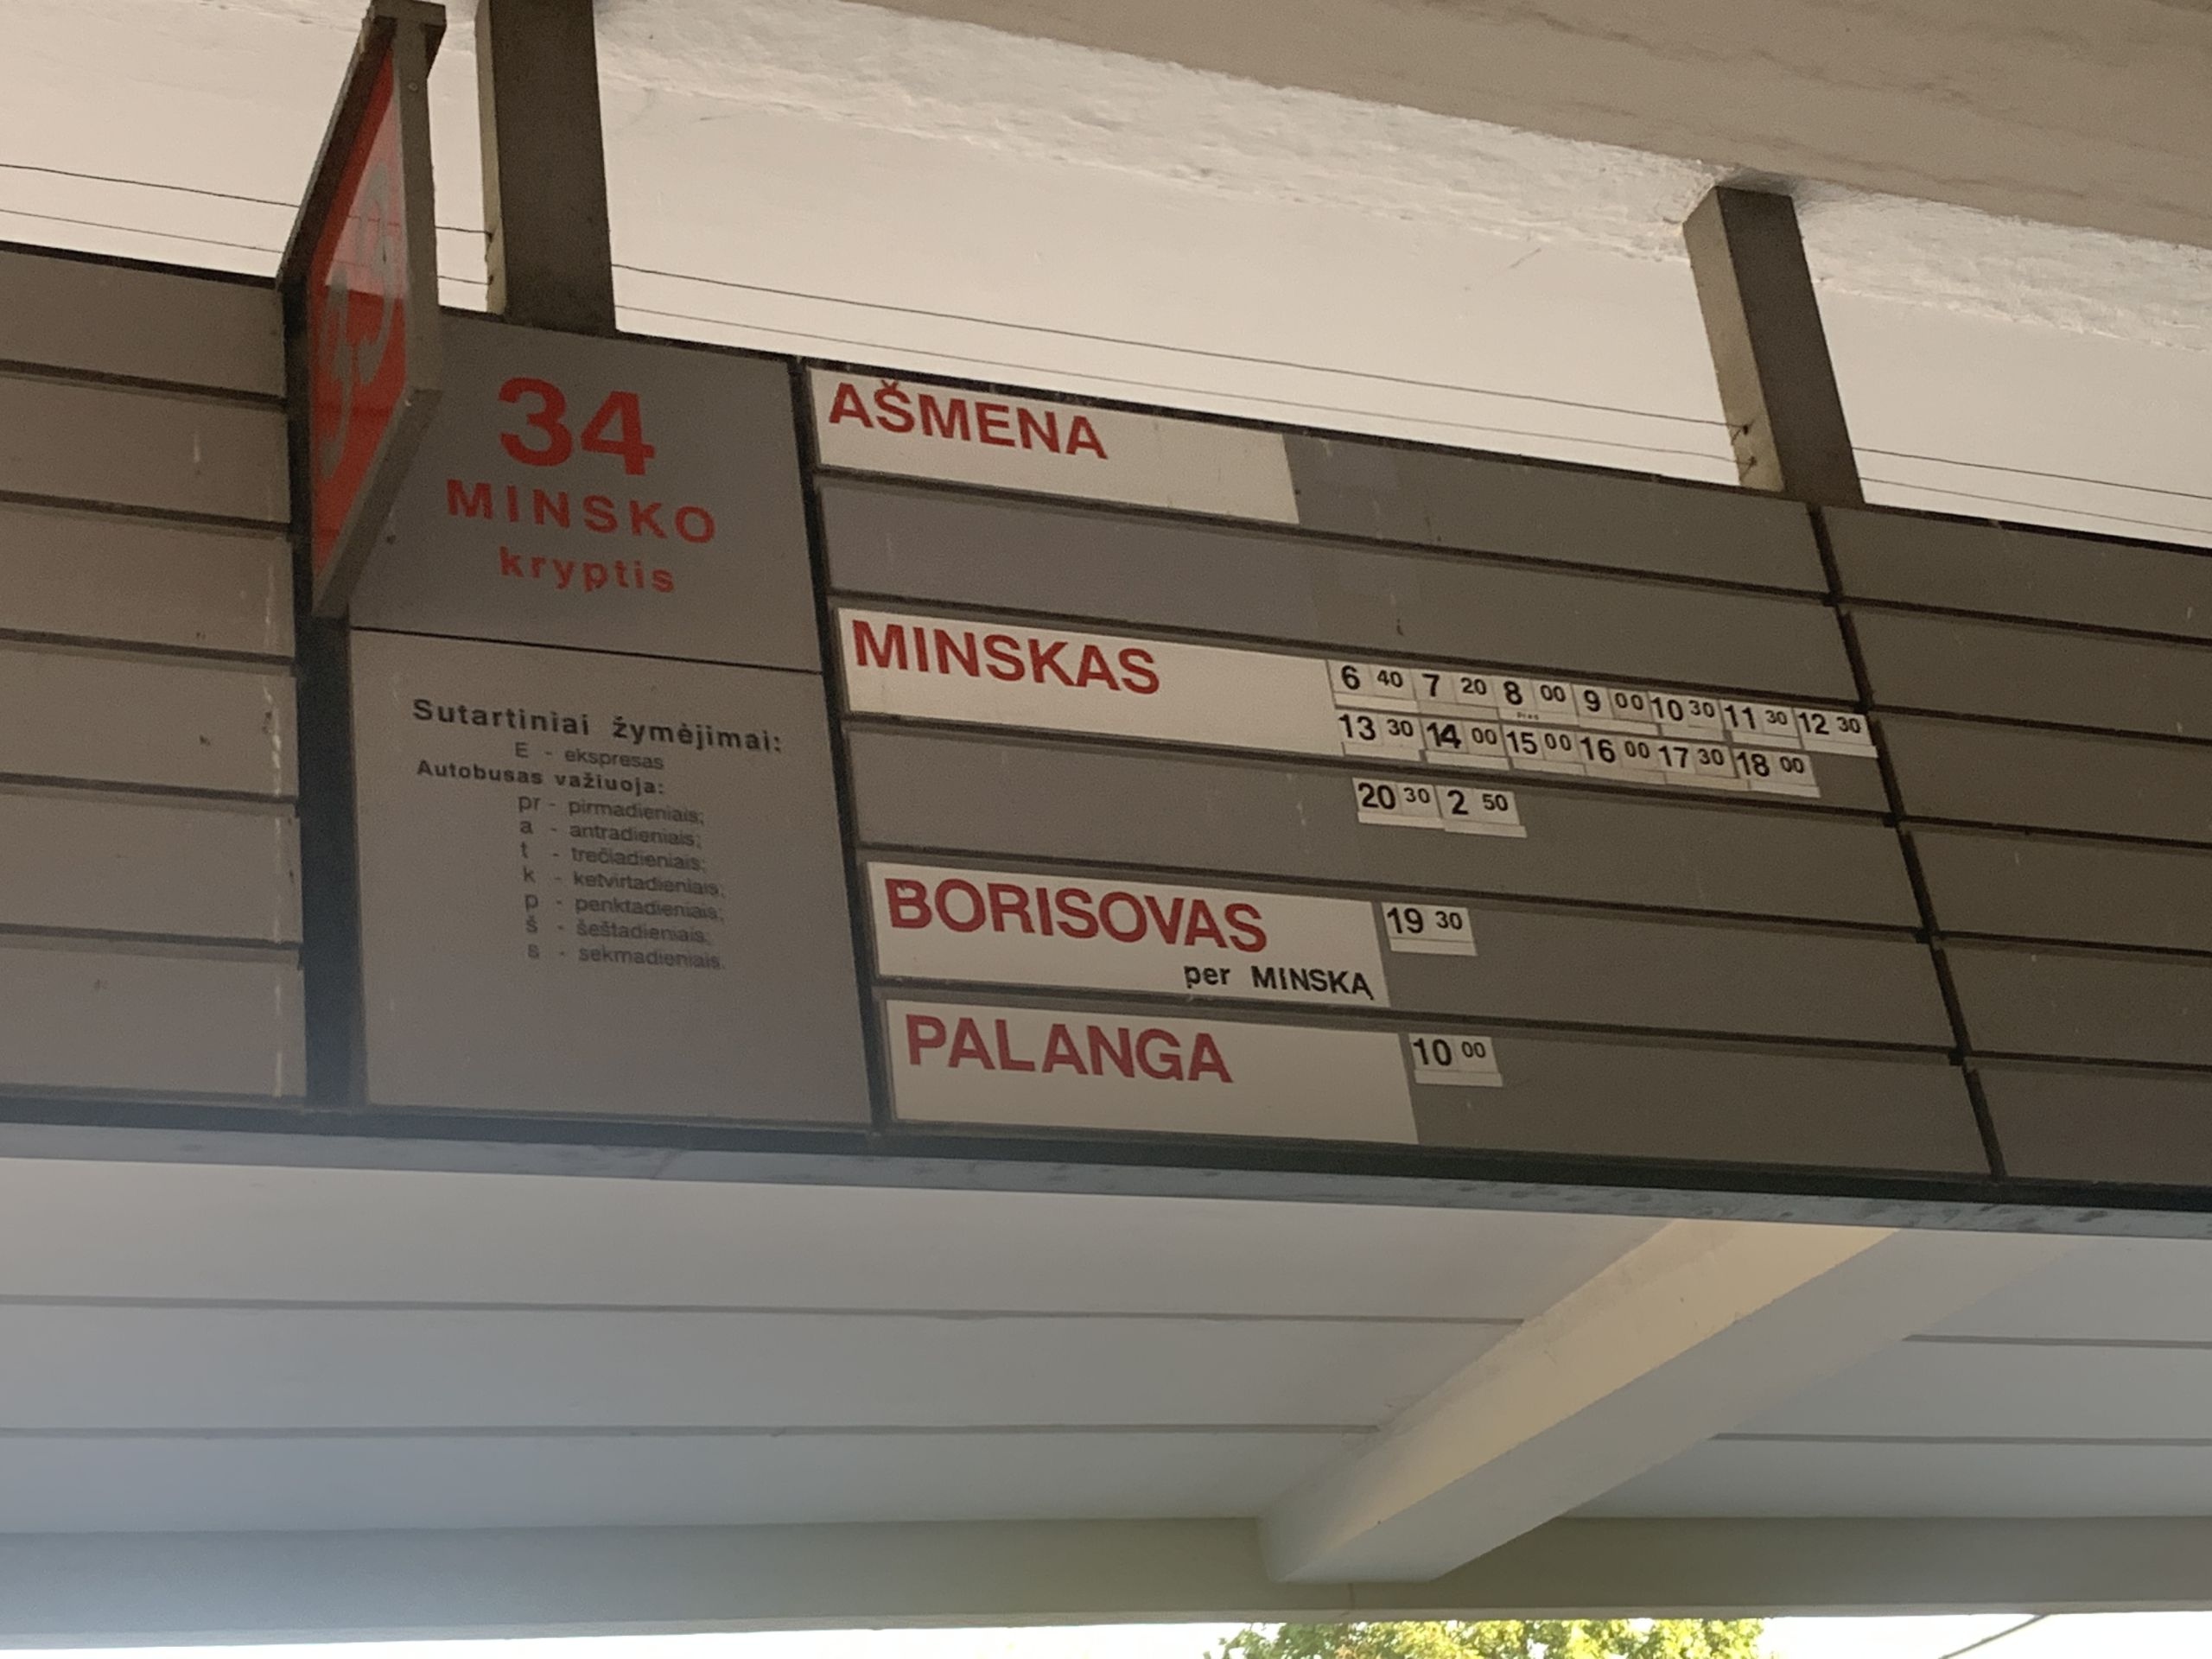 34
MINSKO
kryptis
Sutartiniai žymėjimai:
E - ekspresas
Autobusas važiuoja:
pr - pirmadieniais;
a - antradieniais;
t - trečiadieniais;
k - ketvirtadieniais;
p - penktadieniais;
š - šeštadieniais;
s - sekmadieniais.
AŠMENA
MINSKAS
6 40 7 20 8 00 9 00 10 30 11 30 12 30
13 30 14 00 15 00 16 00 17 30 18 00
20 30 2 50
BORISOVAS 19 30
per MINSKĄ
PALANGA 10 00